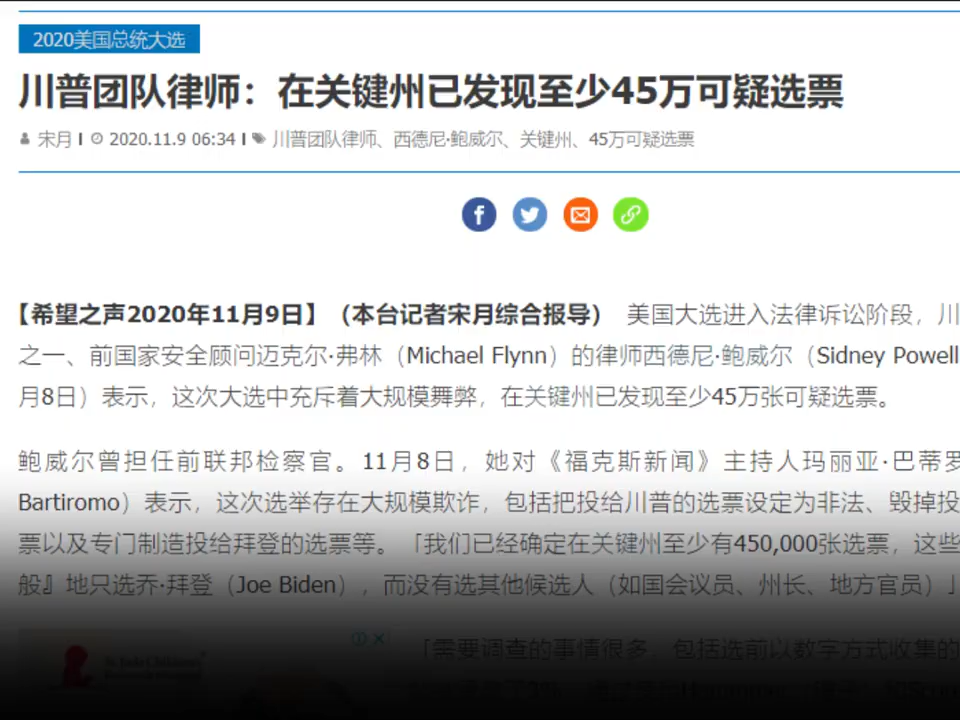 2020美国总统大选
川普团队律师：在关键州已发现至少45万可疑选票
宋月 I 2020.11.9 06:34 I 川普团队律师、西德尼·鲍威尔、关键州、45万可疑选票
【希望之声2020年11月9日】（本台记者宋月综合报导） 美国大选进入法律诉讼阶段，川
之一、前国家安全顾问迈克尔·弗林（Michael Flynn）的律师西德尼·鲍威尔（Sidney Powell
月8日）表示，这次大选中充斥着大规模舞弊，在关键州已发现至少45万张可疑选票。
鲍威尔曾担任前联邦检察官。11月8日，她对《福克斯新闻》主持人玛丽亚·巴蒂罗
Bartiromo）表示，这次选举存在大规模欺诈，包括把投给川普的选票设定为非法、毁掉投
票以及专门制造投给拜登的选票等。「我们已经确定在关键州至少有450,000张选票，这些
般』地只选乔·拜登（Joe Biden），而没有选其他候选人（如国会议员、州长、地方官员）」
「需要调查的事情很多，包括选前以数字方式收集的